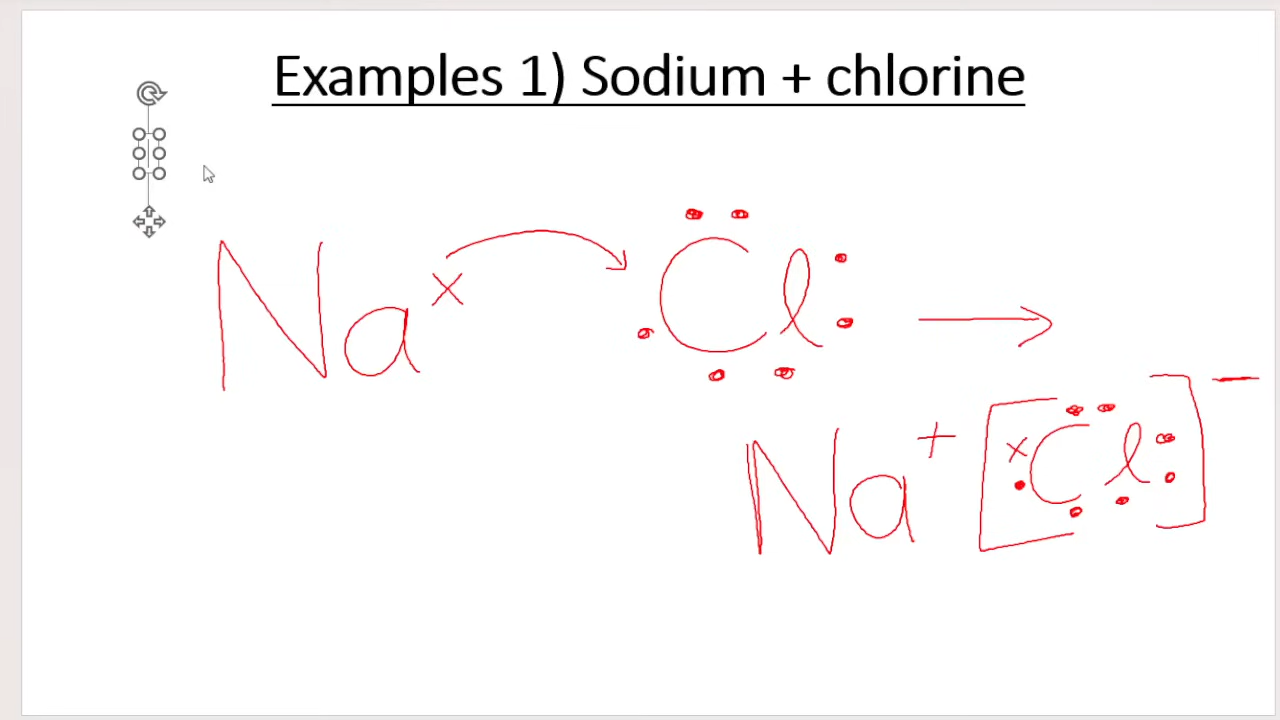 Examples 1) Sodium + chlorine
Na x Cl →
Na + [x Cl] −